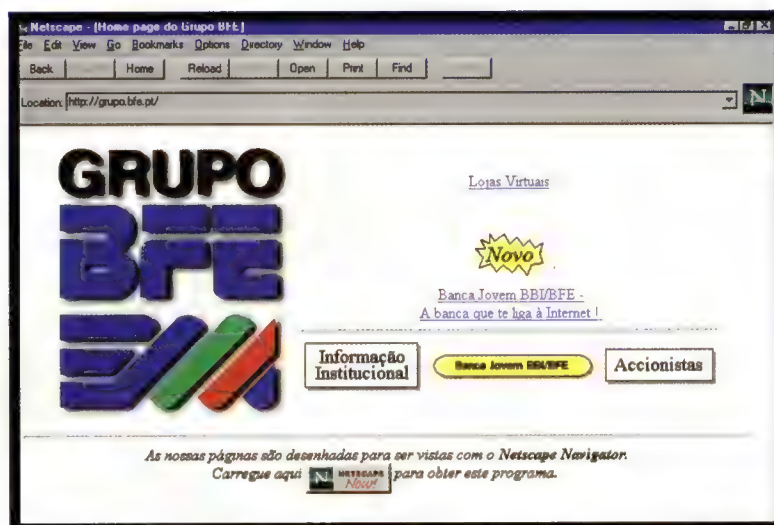 Netscape - [Home page do Grupo BFE]
File Edit View Go Bookmarks Options Directory Window Help
Back Home Reload Open Print Find
Location: http://grupo.bfe.pt/
N
GRUPO
BFE
Lojas Virtuais
Novo
Banca Jovem BBI/BFE -
A banca que te liga à Internet !
Informação
Institucional
Banca Jovem BBI/BFE
Accionistas
As nossas páginas são desenhadas para ser vistas com o Netscape Navigator.
Carregue aqui N NETSCAPE Now! para obter este programa.